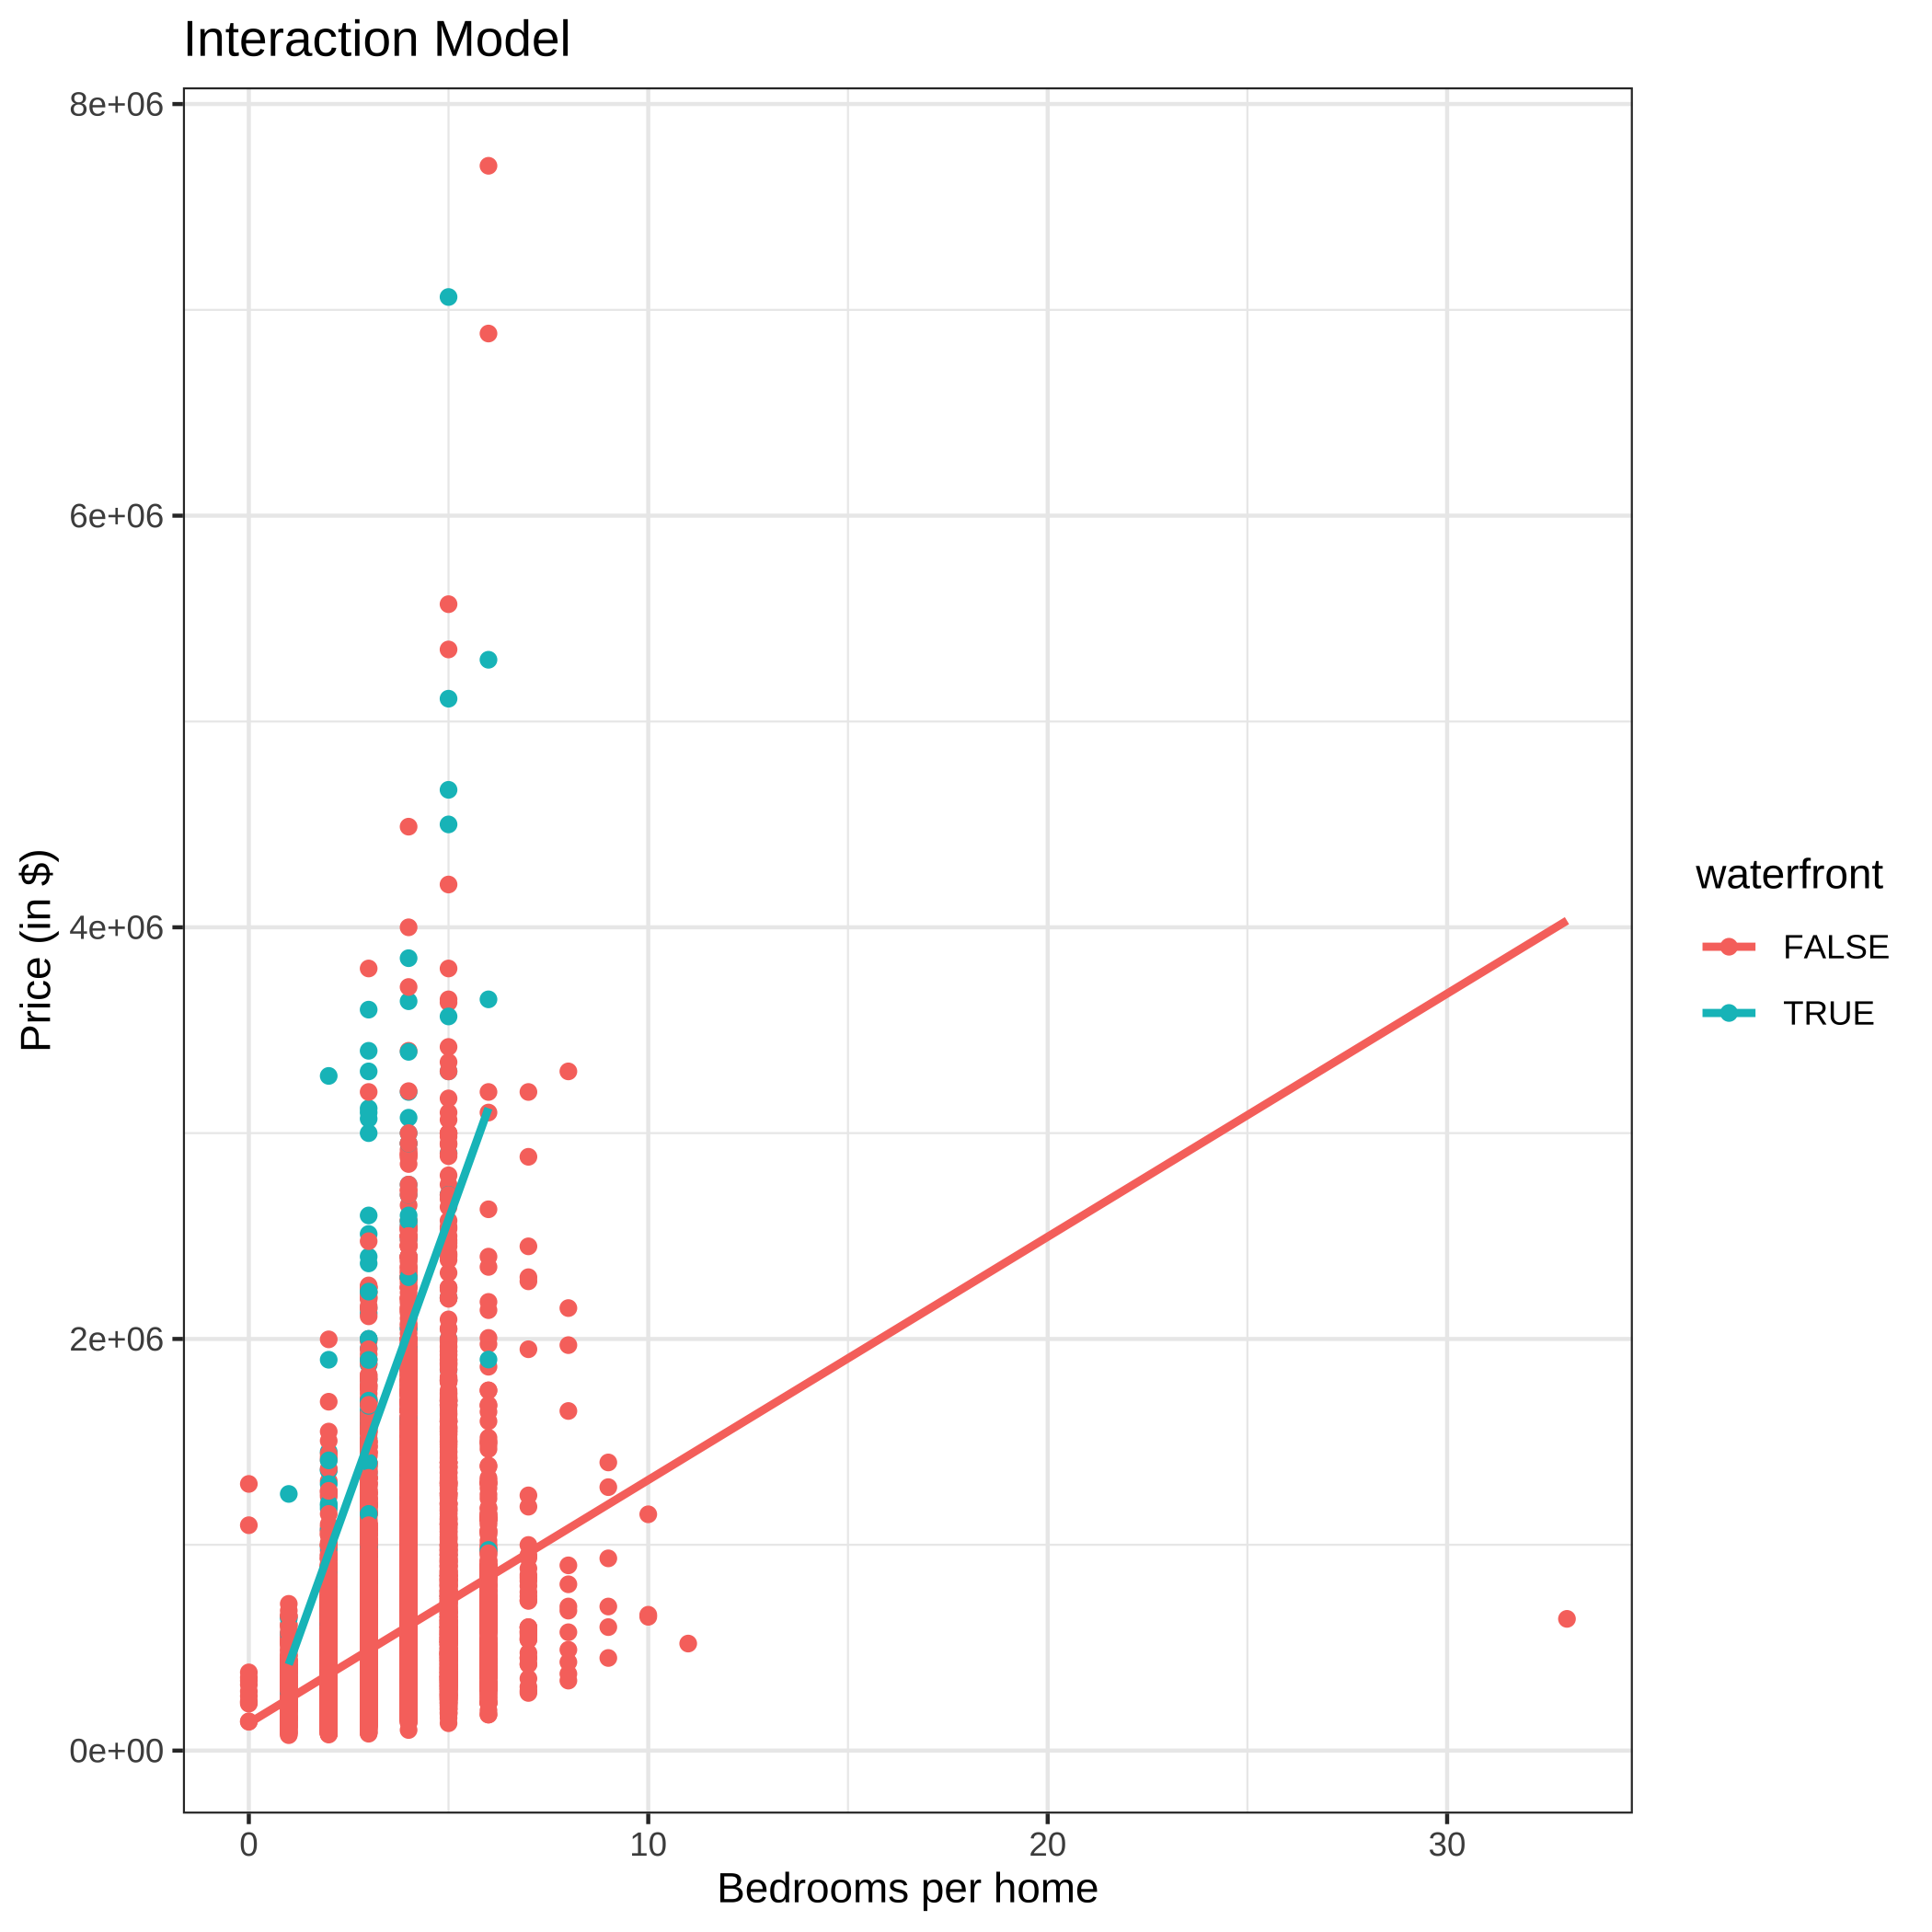 Interaction Model
8e+06
6e+06
4e+06
2e+06
0e+00
Price (in $)
0
10
20
30
Bedrooms per home
waterfront
FALSE
TRUE